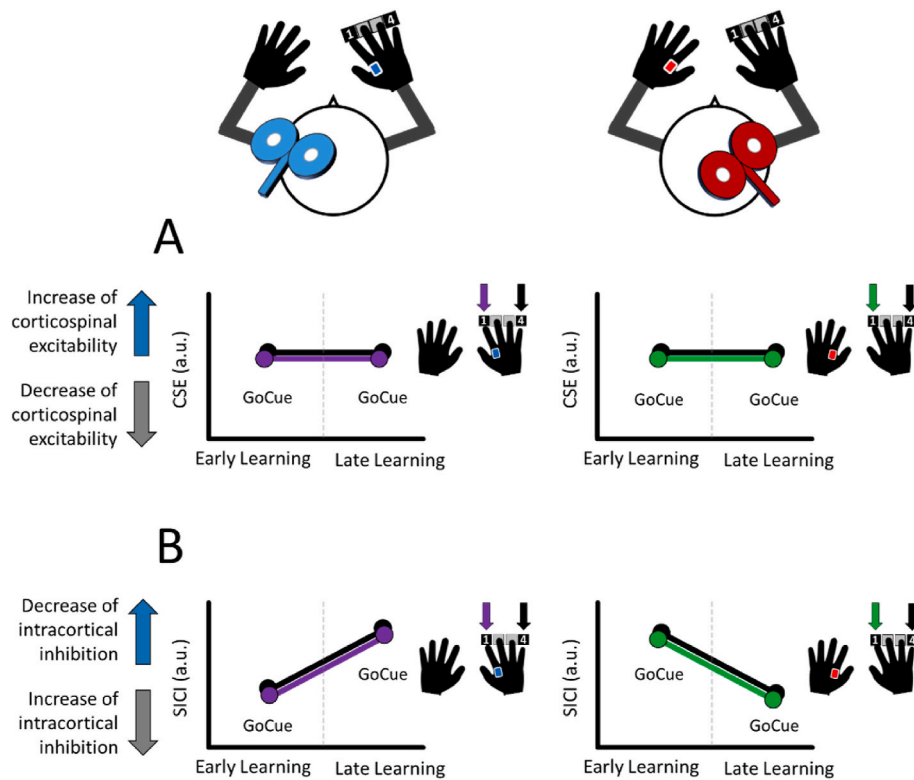 1 4
1 4
A
Increase of
corticospinal
excitability
Decrease of
corticospinal
excitability
CSE (a.u.)
GoCue
GoCue
Early Learning
Late Learning
1 4
CSE (a.u.)
GoCue
GoCue
Early Learning
Late Learning
1 4
B
Decrease of
intracortical
inhibition
Increase of
intracortical
inhibition
SICI (a.u.)
GoCue
GoCue
Early Learning
Late Learning
1 4
SICI (a.u.)
GoCue
GoCue
Early Learning
Late Learning
1 4